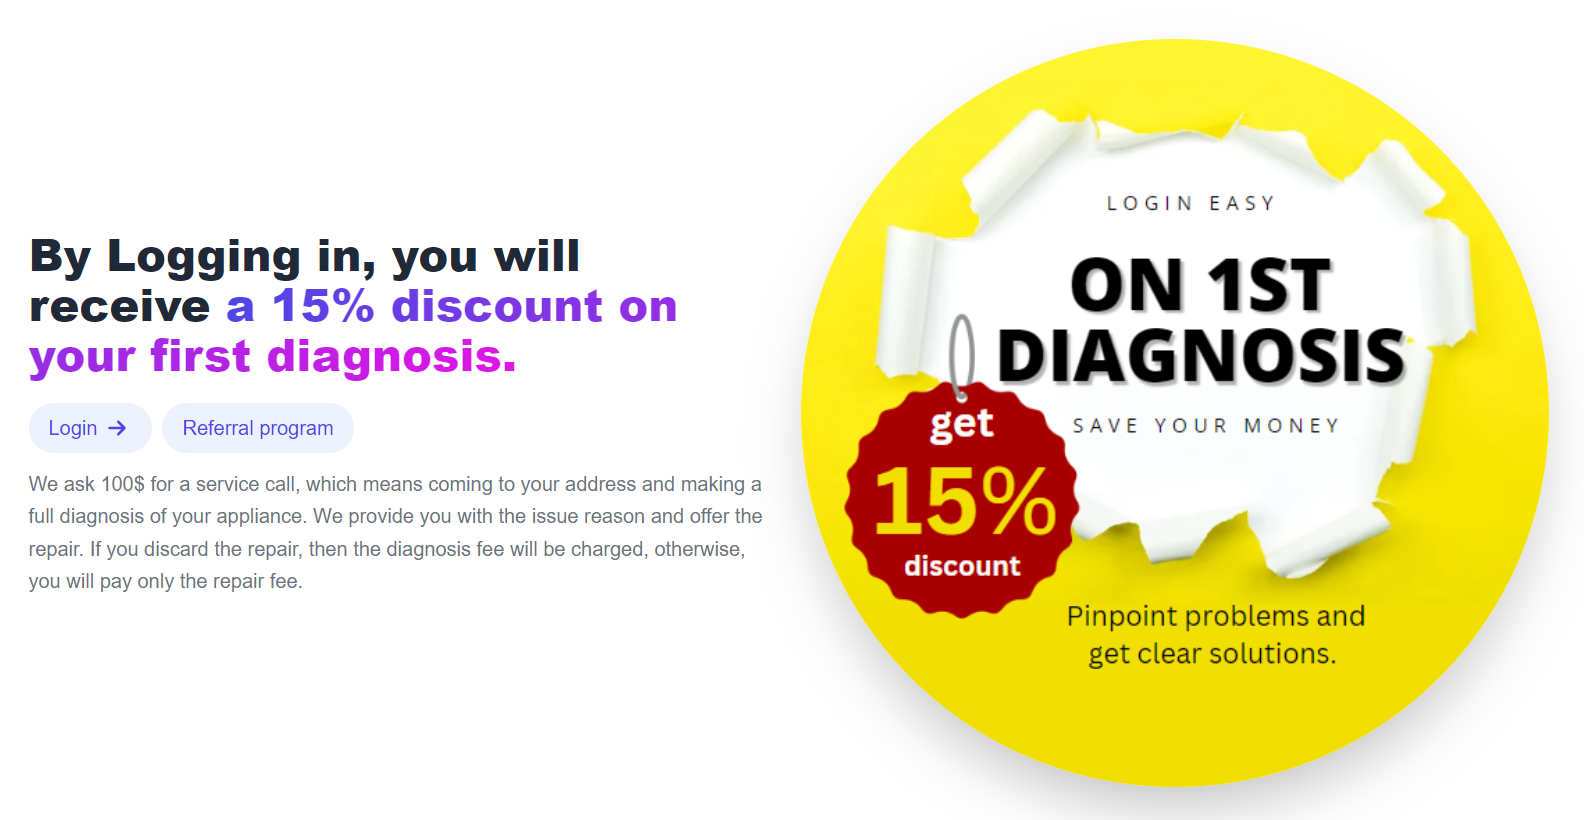 By Logging in, you will
receive a 15% discount on
your first diagnosis.
Login
Referral program
We ask 100$ for a service call, which means coming to your address and making a
full diagnosis of your appliance. We provide you with the issue reason and offer the
repair. If you discard the repair, then the diagnosis fee will be charged, otherwise,
you will pay only the repair fee.
LOGIN EASY
ON 1ST
DIAGNOSIS
SAVE YOUR MONEY
get
15%
discount
Pinpoint problems and
get clear solutions.